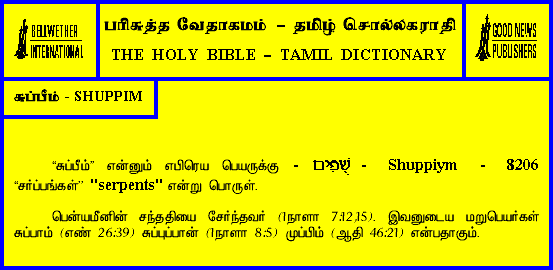 BELLWETHER
INTERNATIONAL
பரிசுத்த வேதாகமம் – தமிழ் சொல்லகராதி
THE HOLY BIBLE – TAMIL DICTIONARY
GOOD NEWS
PUBLISHERS
சுப்பீம் - SHUPPIM
“சுப்பீம்” என்னும் எபிரெய பெயருக்கு - שֻׁפִּים - Shuppiym - 8206
“சர்ப்பங்கள்” "serpents" என்று பொருள்.
பென்யமீனின் சந்ததியை சேர்ந்தவர் (1நாளா 7:12,15). இவனுடைய மறுபெயர்கள்
சுப்பாம் (எண் 26:39) சுப்புப்பான் (1நாளா 8:5) முப்பிம் (ஆதி 46:21) என்பதாகும்.